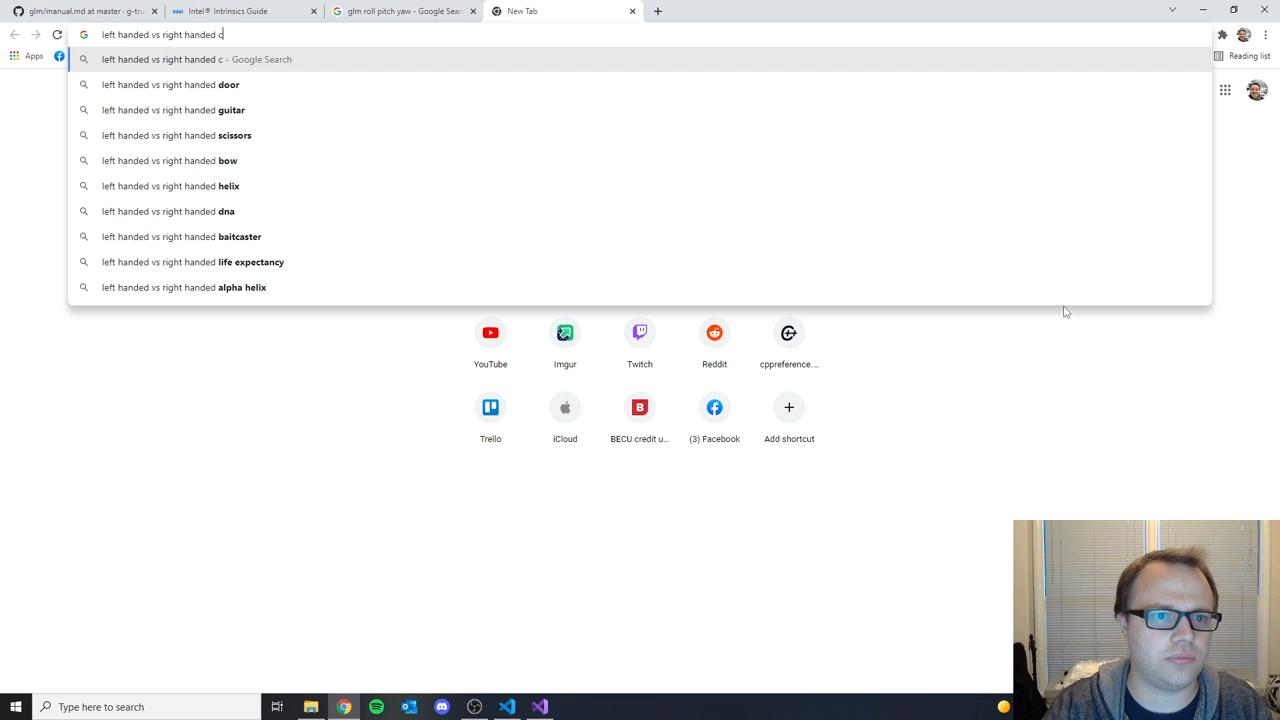 glm/manual.md at master · g-tru
Intel® Intrinsics Guide
glm roll pitch yaw - Google Sear
New Tab
left handed vs right handed c
Apps
Reading list
left handed vs right handed c - Google Search
left handed vs right handed door
left handed vs right handed guitar
left handed vs right handed scissors
left handed vs right handed bow
left handed vs right handed helix
left handed vs right handed dna
left handed vs right handed baitcaster
left handed vs right handed life expectancy
left handed vs right handed alpha helix
YouTube
Imgur
Twitch
Reddit
cppreference....
B
Trello
iCloud
BECU credit u...
(3) Facebook
Add shortcut
Type here to search